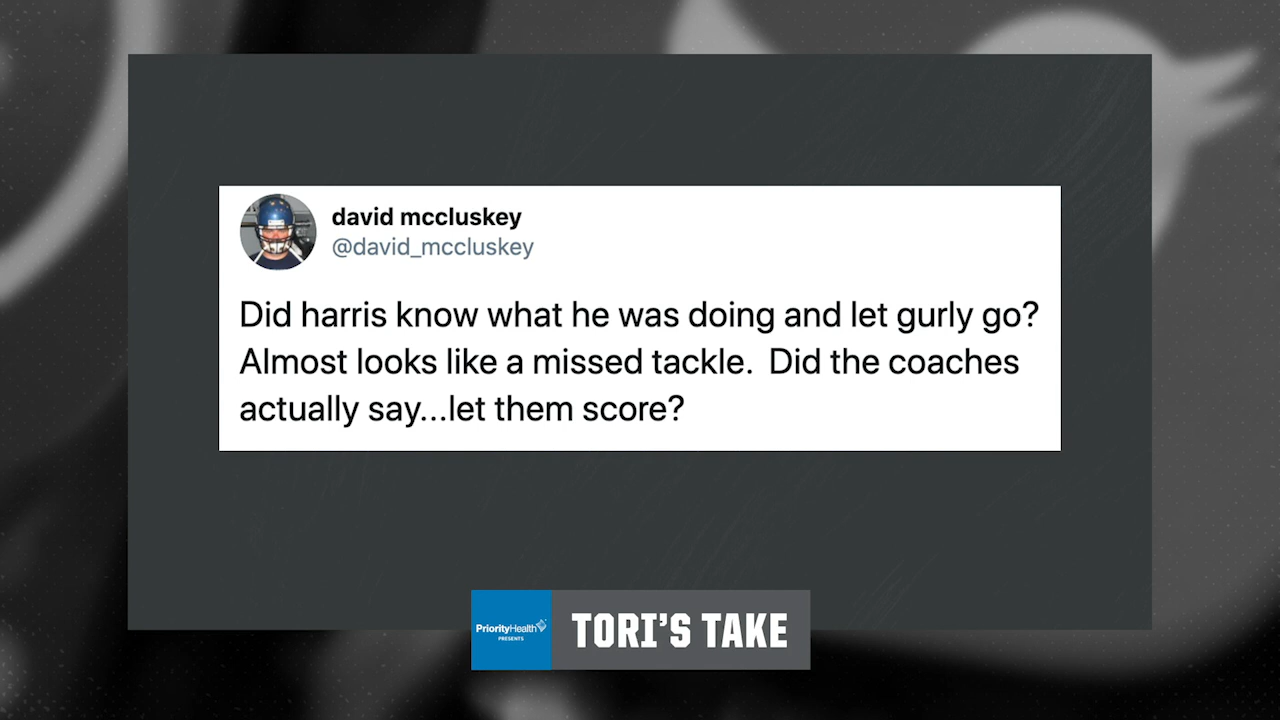 david mccluskey
@david_mccluskey
Did harris know what he was doing and let gurly go?
Almost looks like a missed tackle.  Did the coaches
actually say...let them score?
PriorityHealth
PRESENTS
TORI'S TAKE